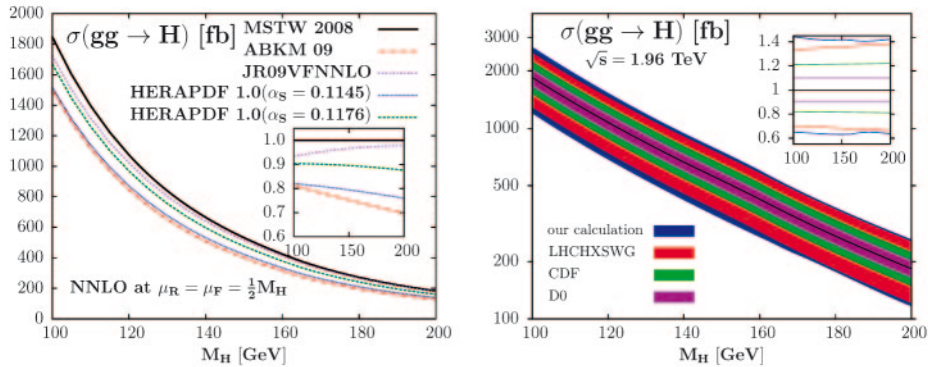 σ(gg → H) [fb] MSTW 2008
ABKM 09
JR09VFNNLO
HERAPDF 1.0(αS = 0.1145)
HERAPDF 1.0(αS = 0.1176)
2000
1800
1600
1400
1200
1000
800
600
400
200
0
1.0
0.9
0.8
0.7
0.6
100 150 200
NNLO at μR = μF = ½MH
100 120 140 160 180 200
MH [GeV]
σ(gg → H) [fb]
√s = 1.96 TeV
3000
2000
1000
500
200
100
1.4
1.2
1
0.8
0.6
100 150 200
our calculation
LHCHXSWG
CDF
D0
100 120 140 160 180 200
MH [GeV]